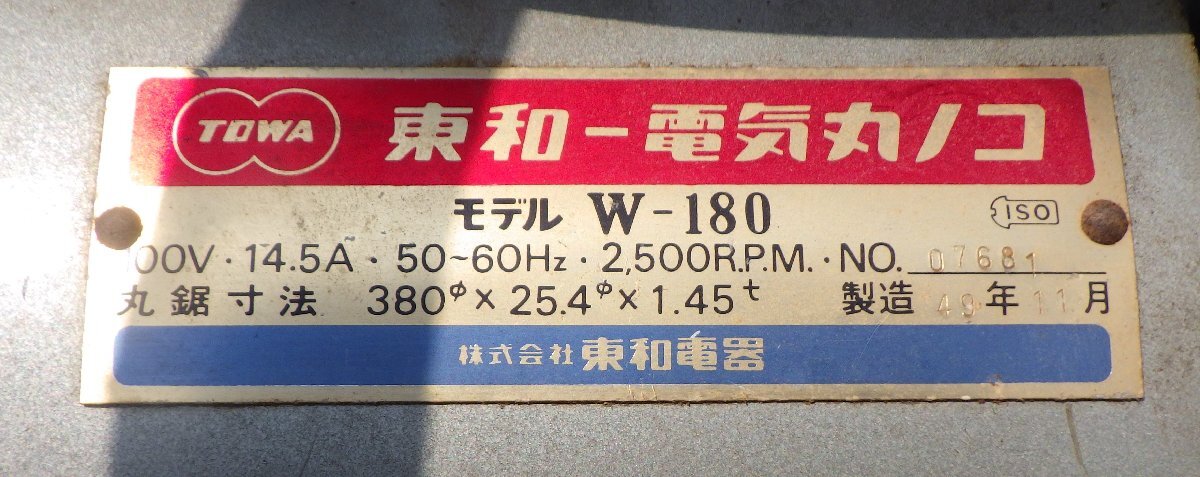 TOWA 東和-電気丸ノコ
モデル W-180 ISO
00V・14.5A・50~60Hz・2,500R.P.M.・NO. 07681
丸鋸寸法 380φ×25.4φ×1.45t 製造 49年11月
株式会社 東和電器